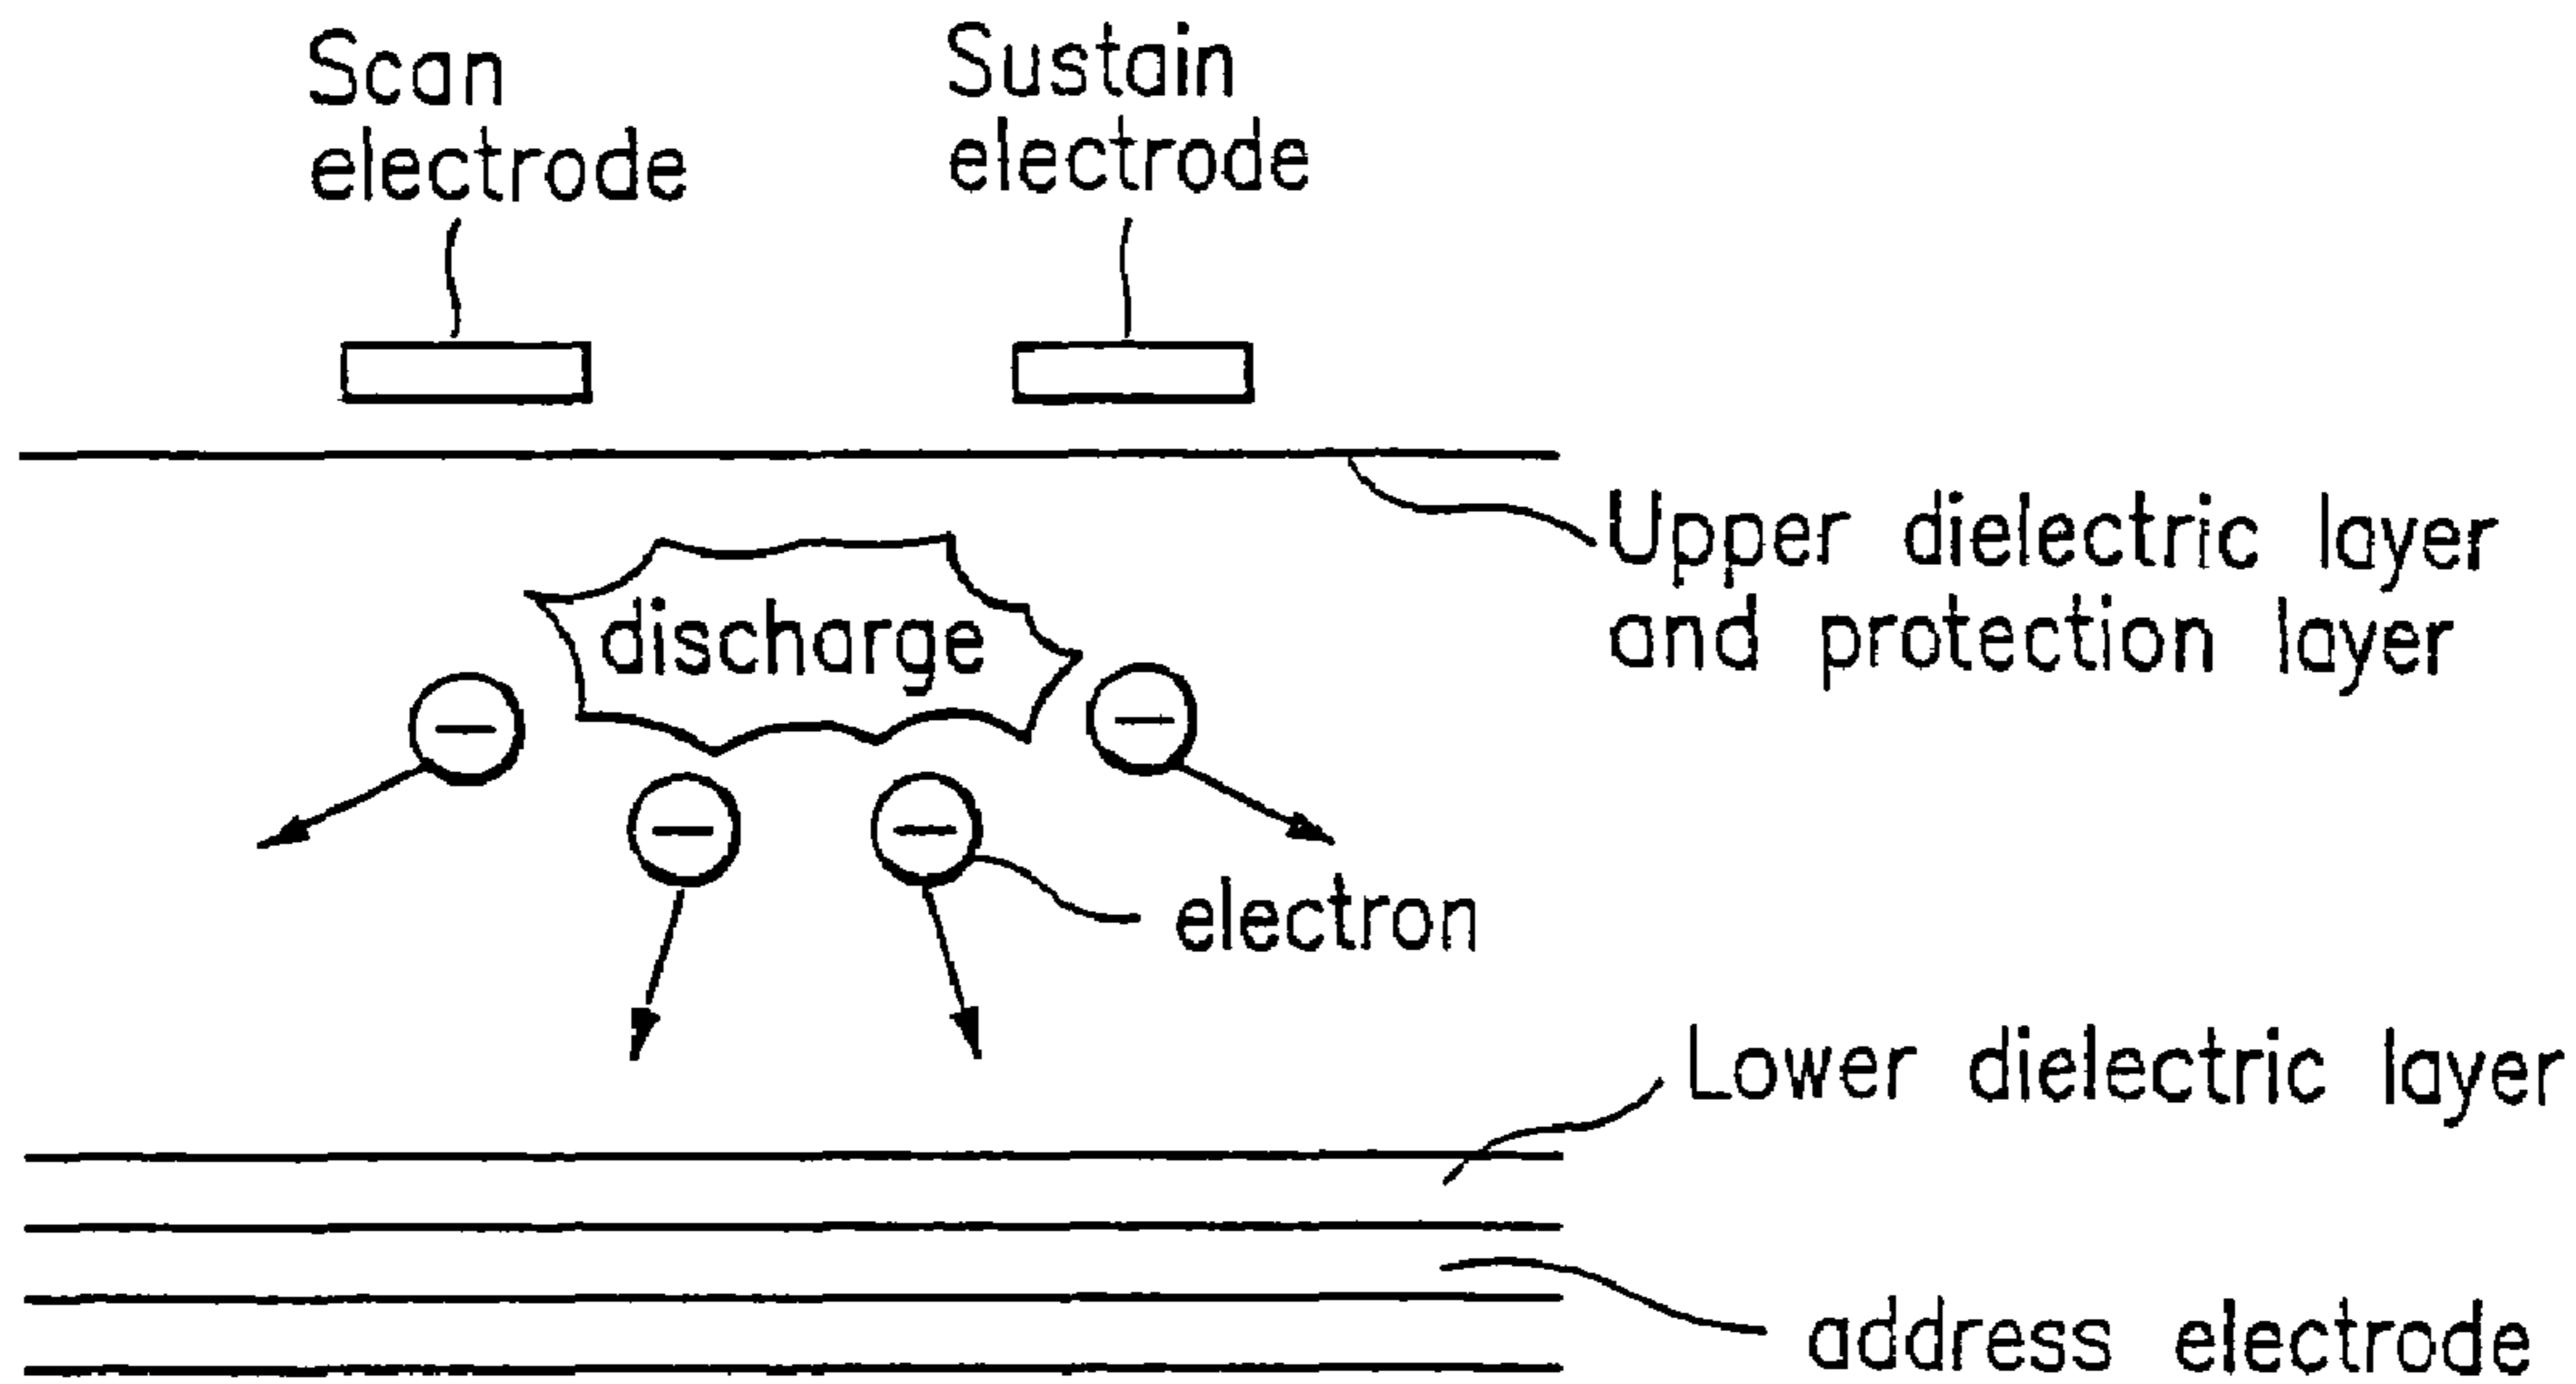 Scan
electrode
Sustain
electrode
Upper dielectric layer
and protection layer
discharge
electron
Lower dielectric layer
address electrode